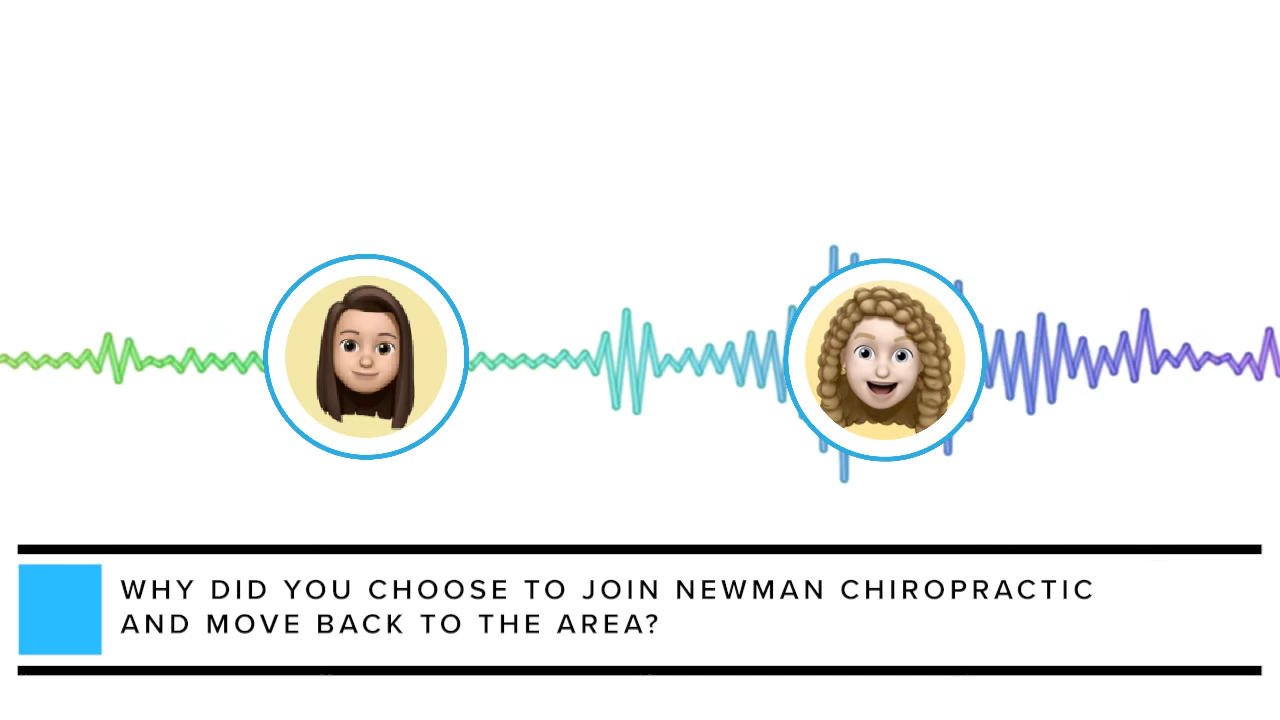 WHY DID YOU CHOOSE TO JOIN NEWMAN CHIROPRACTIC
AND MOVE BACK TO THE AREA?